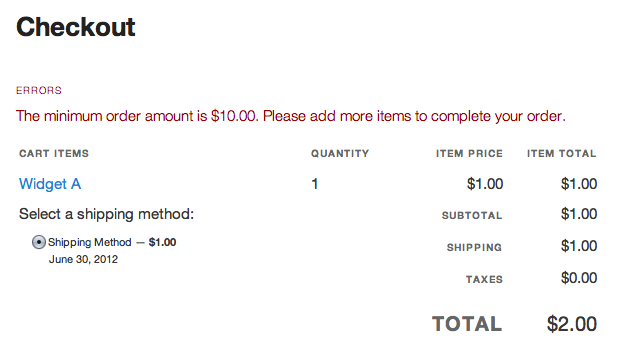 Checkout
ERRORS
The minimum order amount is $10.00. Please add more items to complete your order.
CART ITEMS QUANTITY ITEM PRICE ITEM TOTAL
Widget A 1 $1.00 $1.00
Select a shipping method: SUBTOTAL $1.00
Shipping Method — $1.00 SHIPPING $1.00
June 30, 2012
TAXES $0.00
TOTAL $2.00